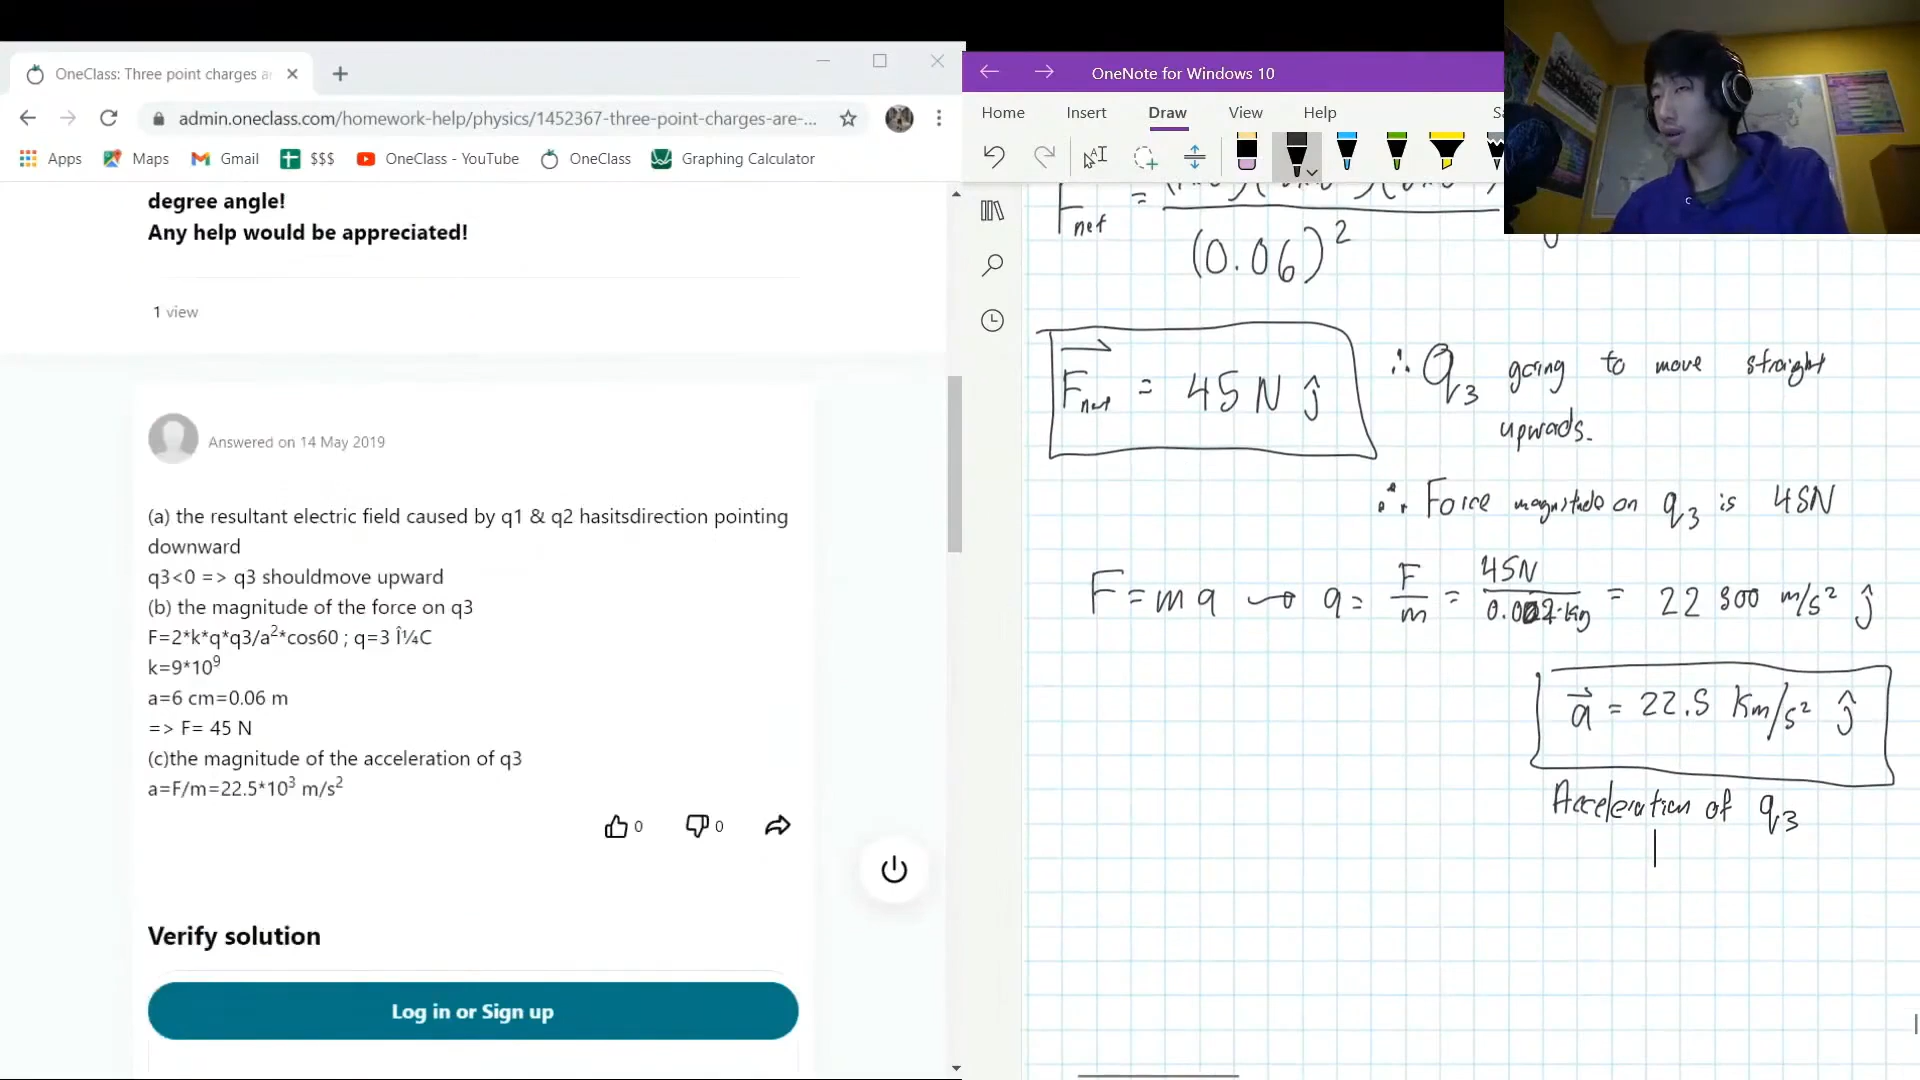 OneClass: Three point charges a
admin.oneclass.com/homework-help/physics/1452367-three-point-charges-are-...
Apps Maps Gmail $$$ OneClass - YouTube OneClass Graphing Calculator
degree angle!
Any help would be appreciated!
1 view
Answered on 14 May 2019
(a) the resultant electric field caused by q1 & q2 hasitsdirection pointing
downward
q3<0 => q3 shouldmove upward
(b) the magnitude of the force on q3
F=2*k*q*q3/a²*cos60 ; q=3 Î¼C
k=9*10⁹
a=6 cm=0.06 m
=> F= 45 N
(c)the magnitude of the acceleration of q3
a=F/m=22.5*10³ m/s²
0 0
Verify solution
Log in or Sign up
OneNote for Windows 10
Home Insert Draw View Help
F net =
(0.06)²
F net = 45 N ĵ
∴ q3 going to move straight
upwards.
∴ Force magnitude on q3 is 45N
F = ma → a = F/m = 45N/0.002 kg = 22 500 m/s² ĵ
a = 22.5 km/s² ĵ
Acceleration of q3